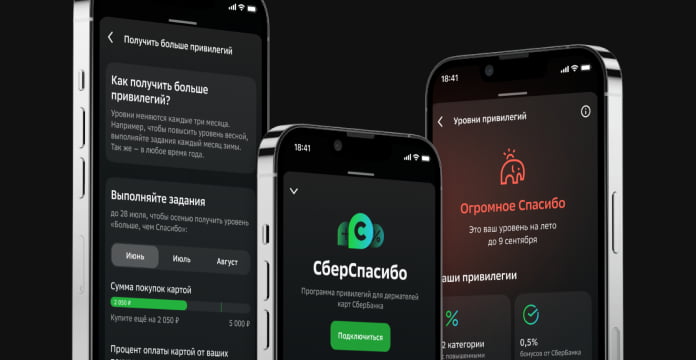 Получить больше привилегий
Как получить больше
привилегий?
Уровни меняются каждые три месяца.
Например, чтобы повысить уровень весной,
выполняйте задания каждый месяц зимы.
Так же — в любое время года.
Выполняйте задания
до 28 июля, чтобы осенью получить уровень
«Больше, чем Спасибо»:
Июнь
Июль
Август
Сумма покупок картой
2 050 ₽
Купите ещё на 2 050 ₽
5 000 ₽
Процент оплаты картой от ваших
18:41
СберСпасибо
Программа привилегий для держателей
карт СберБанка
Подключиться
18:41
Уровни привилегий
Огромное Спасибо
Это ваш уровень на лето
до 9 сентября
аши привилегии
2 категории
с повышенными
0,5%
бонусов от СберБанка